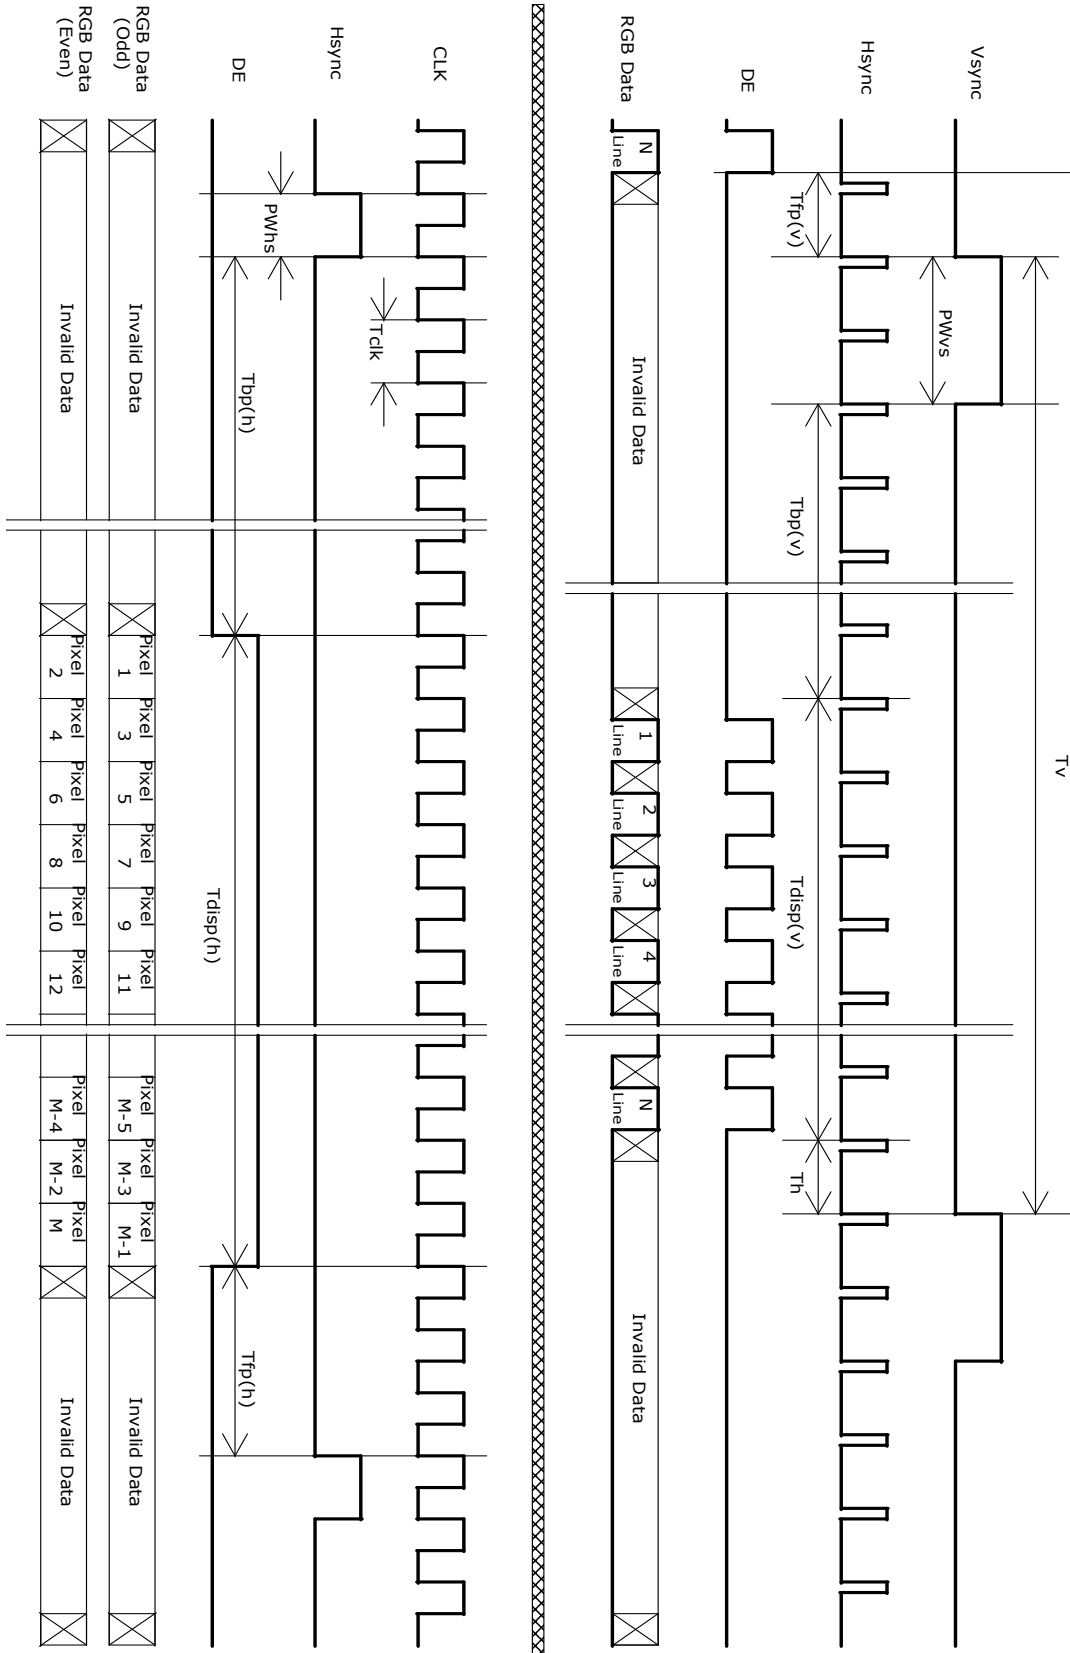 Vsync
Tv
Hsync
PWvs
Tfp(v)
Tbp(v)
Tdisp(v)
Th
DE
RGB Data
N
Line
Invalid Data
1
Line
2
Line
3
Line
4
Line
N
Line
Invalid Data
CLK
Tclk
Hsync
PWhs
DE
Tbp(h)
Tdisp(h)
Tfp(h)
RGB Data
(Odd)
Invalid Data
Pixel
1
Pixel
3
Pixel
5
Pixel
7
Pixel
9
Pixel
11
Pixel
M-5
Pixel
M-3
Pixel
M-1
Invalid Data
RGB Data
(Even)
Invalid Data
Pixel
2
Pixel
4
Pixel
6
Pixel
8
Pixel
10
Pixel
12
Pixel
M-4
Pixel
M-2
Pixel
M
Invalid Data